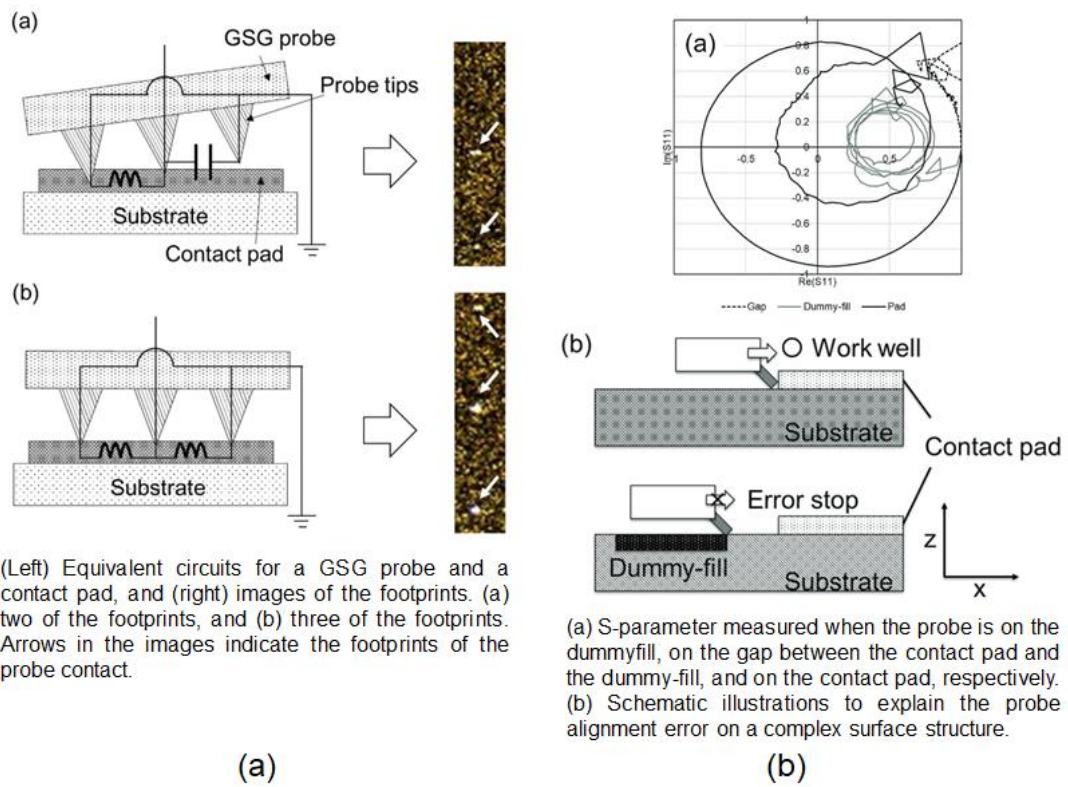 (a)
GSG probe
Probe tips
Substrate
Contact pad
(b)
Substrate
(Left) Equivalent circuits for a GSG probe and a
contact pad, and (right) images of the footprints. (a)
two of the footprints, and (b) three of the footprints.
Arrows in the images indicate the footprints of the
probe contact.
(a)
(a)
1
0.8
0.6
0.4
0.2
0
-0.2
-0.4
-0.6
-0.8
-1
-1
-0.5
0
0.5
1
Im(S11)
Re(S11)
Gap
Dummy-fill
Pad
(b)
Work well
Substrate
Contact pad
Error stop
Dummy-fill
Substrate
z
x
(a) S-parameter measured when the probe is on the
dummyfill, on the gap between the contact pad and
the dummy-fill, and on the contact pad, respectively.
(b) Schematic illustrations to explain the probe
alignment error on a complex surface structure.
(b)